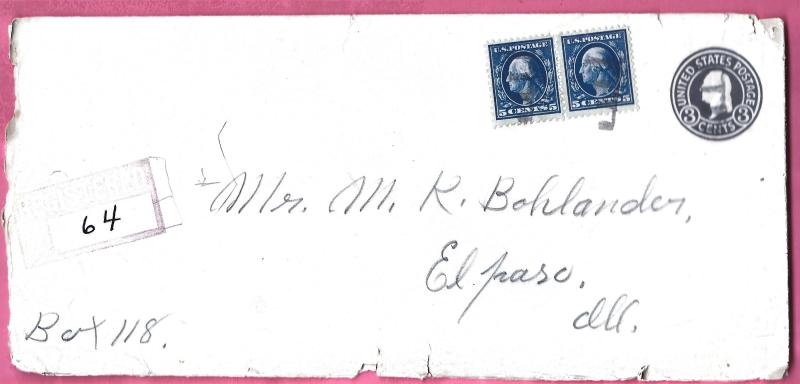 U.S. POSTAGE U.S. POSTAGE
5 CENTS 5 5 CENTS 5
UNITED STATES POSTAGE
3 CENTS 3
REGISTERED
64
Mr. M. K. Bohlander,
El paso.
Ill.
Box 118.